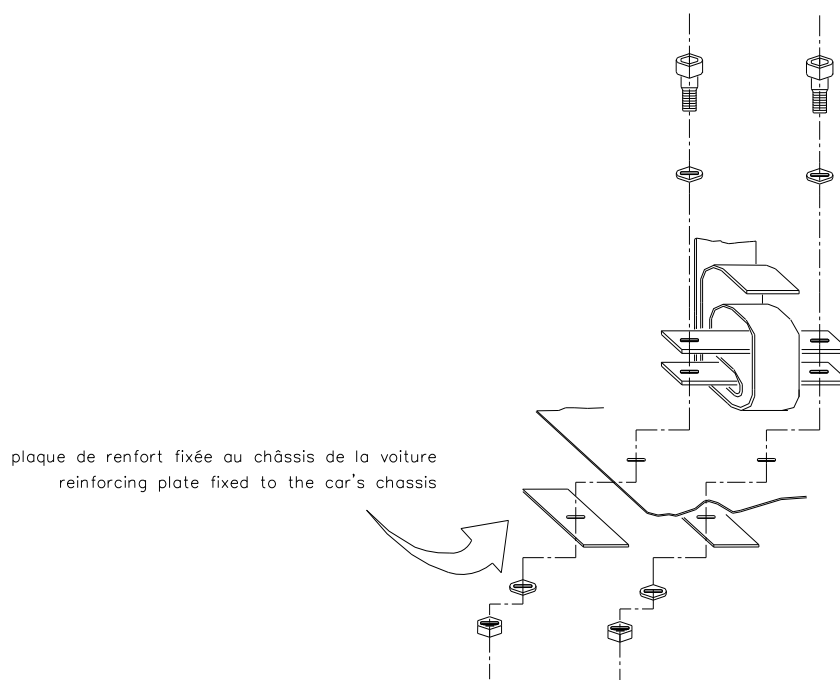 plaque de renfort fixée au châssis de la voiture
reinforcing plate fixed to the car's chassis